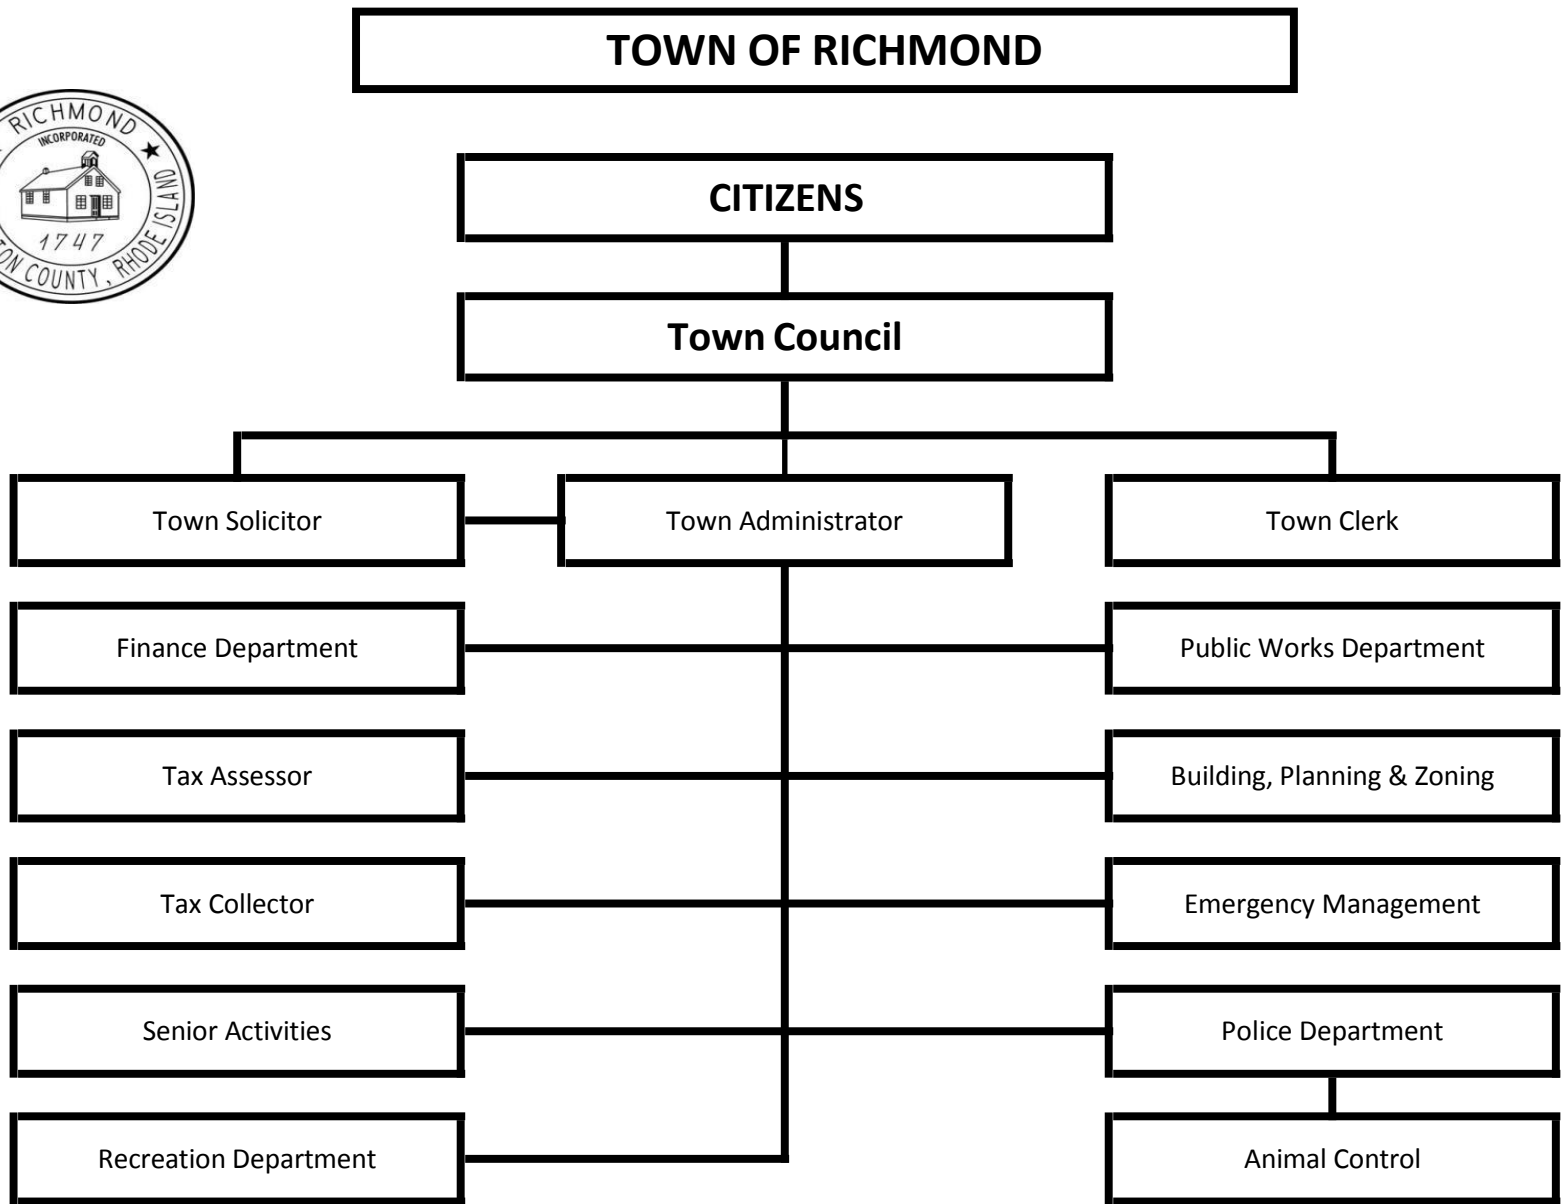 TOWN OF RICHMOND
RICHMOND
INCORPORATED
1747
COUNTY, RHODE ISLAND
CITIZENS
Town Council
Town Solicitor
Town Administrator
Town Clerk
Finance Department
Public Works Department
Tax Assessor
Building, Planning & Zoning
Tax Collector
Emergency Management
Senior Activities
Police Department
Recreation Department
Animal Control